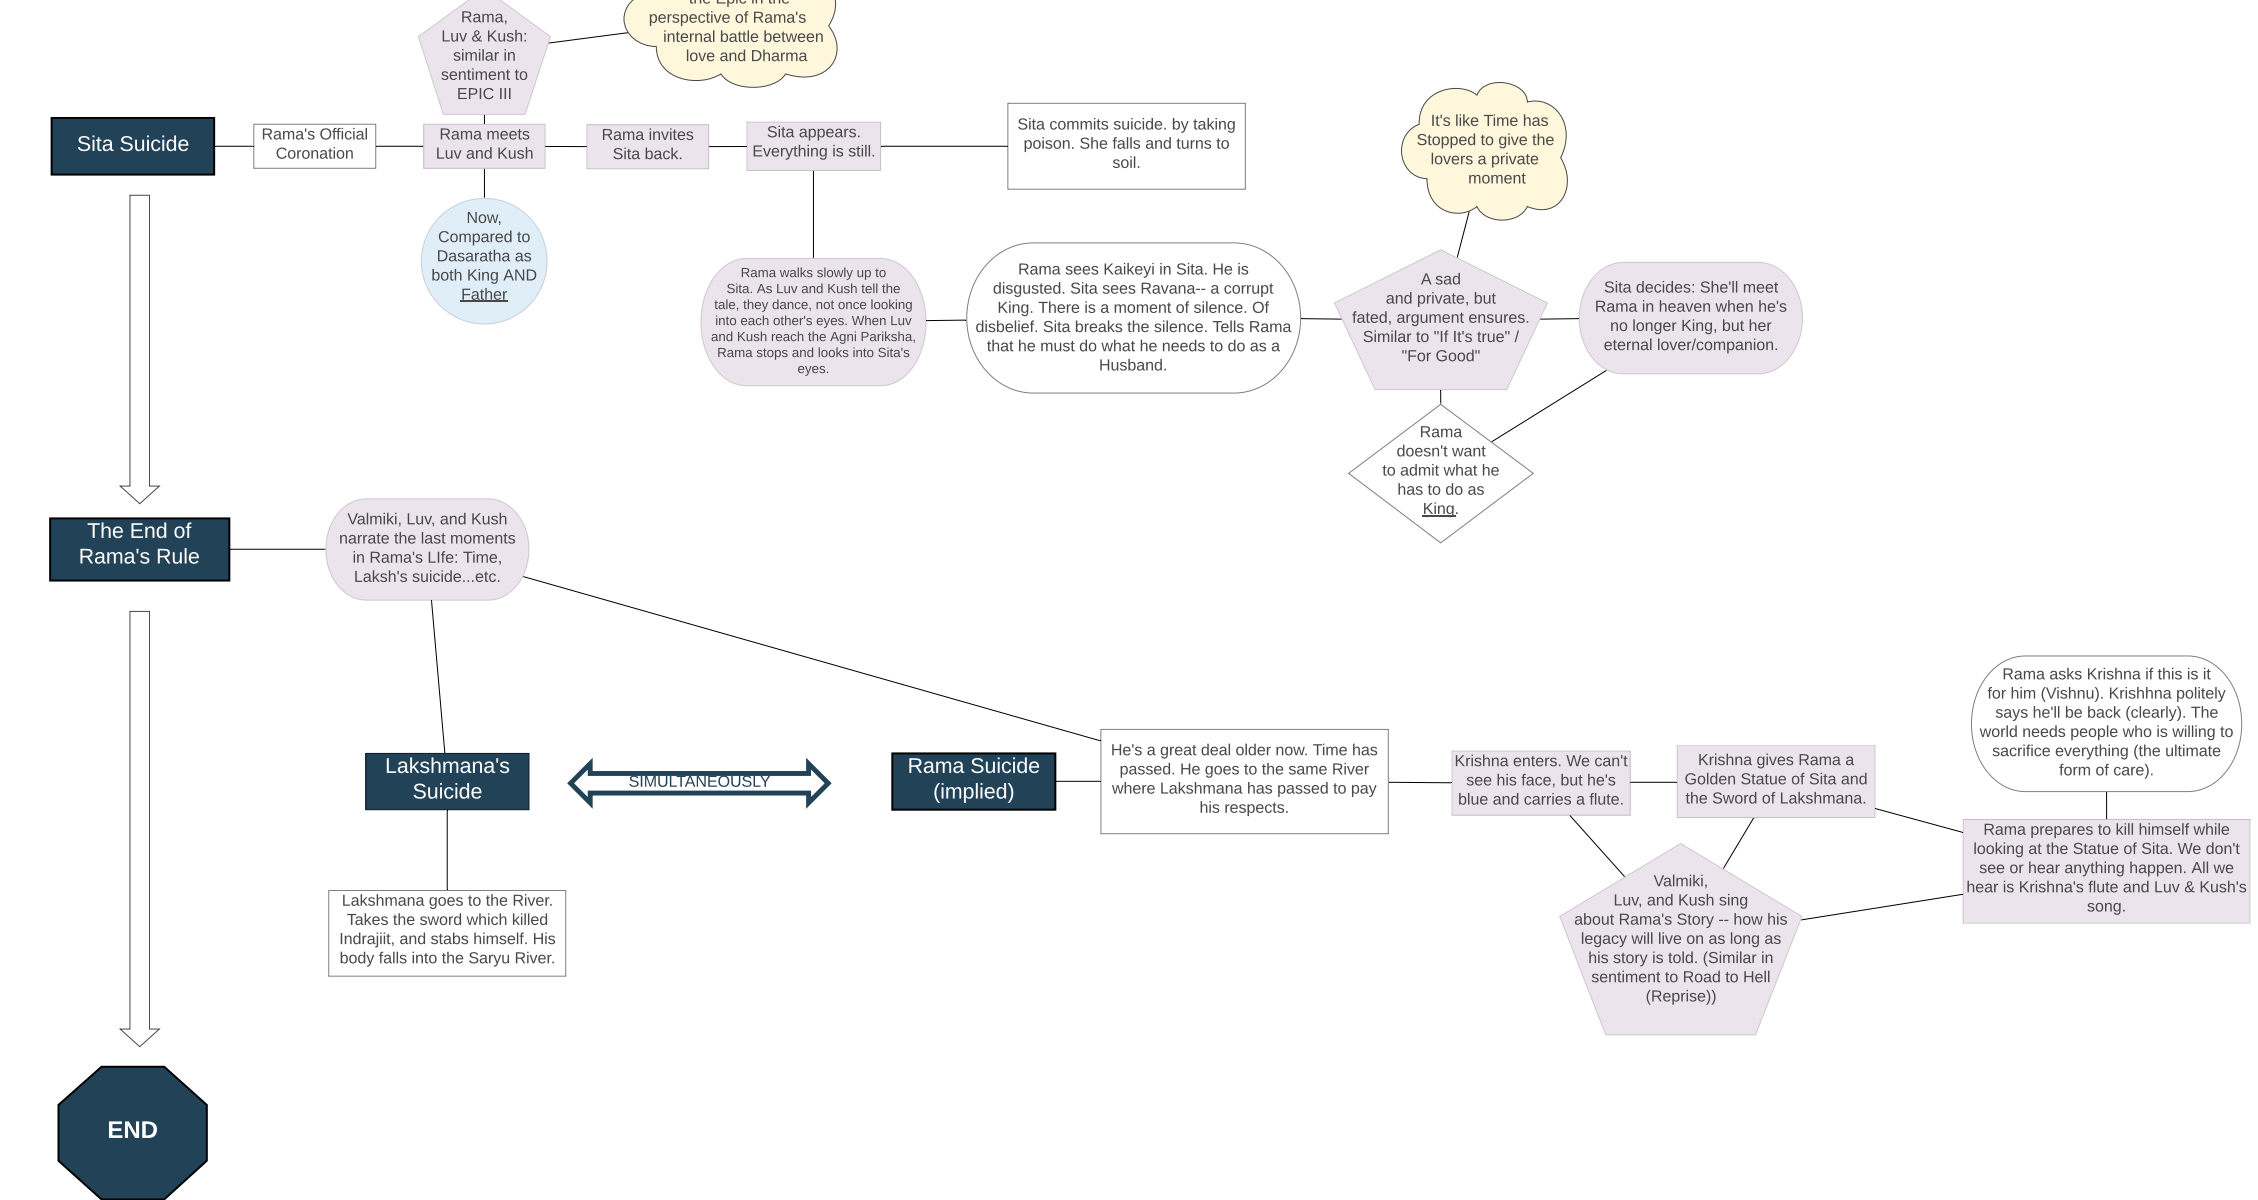 Rama,
Luv & Kush:
similar in
sentiment to
EPIC III
perspective of Rama's
internal battle between
love and Dharma
Sita Suicide
Rama's Official
Coronation
Rama meets
Luv and Kush
Rama invites
Sita back.
Sita appears.
Everything is still.
Sita commits suicide. by taking
poison. She falls and turns to
soil.
It's like Time has
Stopped to give the
lovers a private
moment
Now,
Compared to
Dasaratha as
both King AND
Father
Rama walks slowly up to
Sita. As Luv and Kush tell the
tale, they dance, not once looking
into each other's eyes. When Luv
and Kush reach the Agni Pariksha,
Rama stops and looks into Sita's
eyes.
Rama sees Kaikeyi in Sita. He is
disgusted. Sita sees Ravana-- a corrupt
King. There is a moment of silence. Of
disbelief. Sita breaks the silence. Tells Rama
that he must do what he needs to do as a
Husband.
A sad
and private, but
fated, argument ensures.
Similar to "If It's true" /
"For Good"
Sita decides: She'll meet
Rama in heaven when he's
no longer King, but her
eternal lover/companion.
Rama
doesn't want
to admit what he
has to do as
King.
The End of
Rama's Rule
Valmiki, Luv, and Kush
narrate the last moments
in Rama's LIfe: Time,
Laksh's suicide...etc.
Lakshmana's
Suicide
SIMULTANEOUSLY
Rama Suicide
(implied)
He's a great deal older now. Time has
passed. He goes to the same River
where Lakshmana has passed to pay
his respects.
Krishna enters. We can't
see his face, but he's
blue and carries a flute.
Krishna gives Rama a
Golden Statue of Sita and
the Sword of Lakshmana.
Rama asks Krishna if this is it
for him (Vishnu). Krishhna politely
says he'll be back (clearly). The
world needs people who is willing to
sacrifice everything (the ultimate
form of care).
Rama prepares to kill himself while
looking at the Statue of Sita. We don't
see or hear anything happen. All we
hear is Krishna's flute and Luv & Kush's
song.
Valmiki,
Luv, and Kush sing
about Rama's Story -- how his
legacy will live on as long as
his story is told. (Similar in
sentiment to Road to Hell
(Reprise))
Lakshmana goes to the River.
Takes the sword which killed
Indrajiit, and stabs himself. His
body falls into the Saryu River.
END